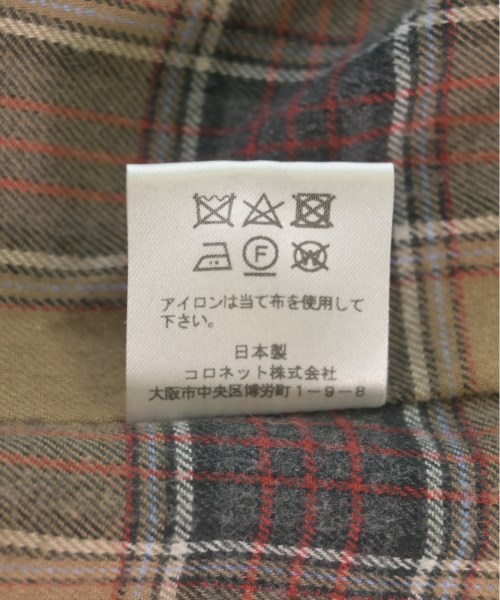 F W
アイロンは当て布を使用して
下さい。
日本製
コロネット株式会社
大阪市中央区博労町1-9-8